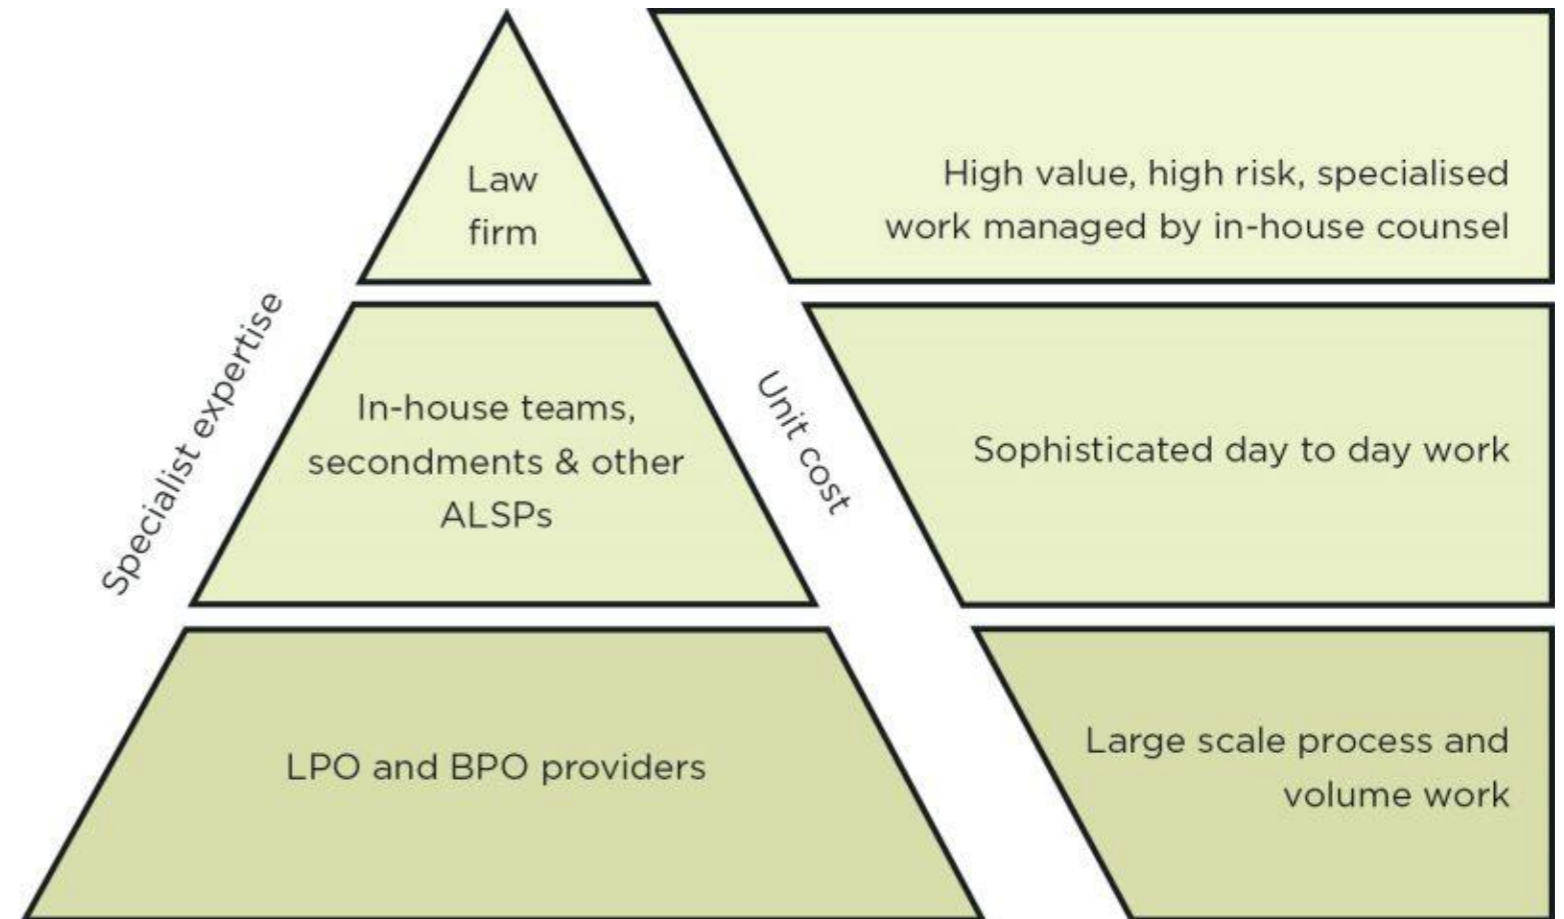 Law
firm
High value, high risk, specialised
work managed by in-house counsel
Specialist expertise
In-house teams,
secondments & other
ALSPs
Unit cost
Sophisticated day to day work
LPO and BPO providers
Large scale process and
volume work